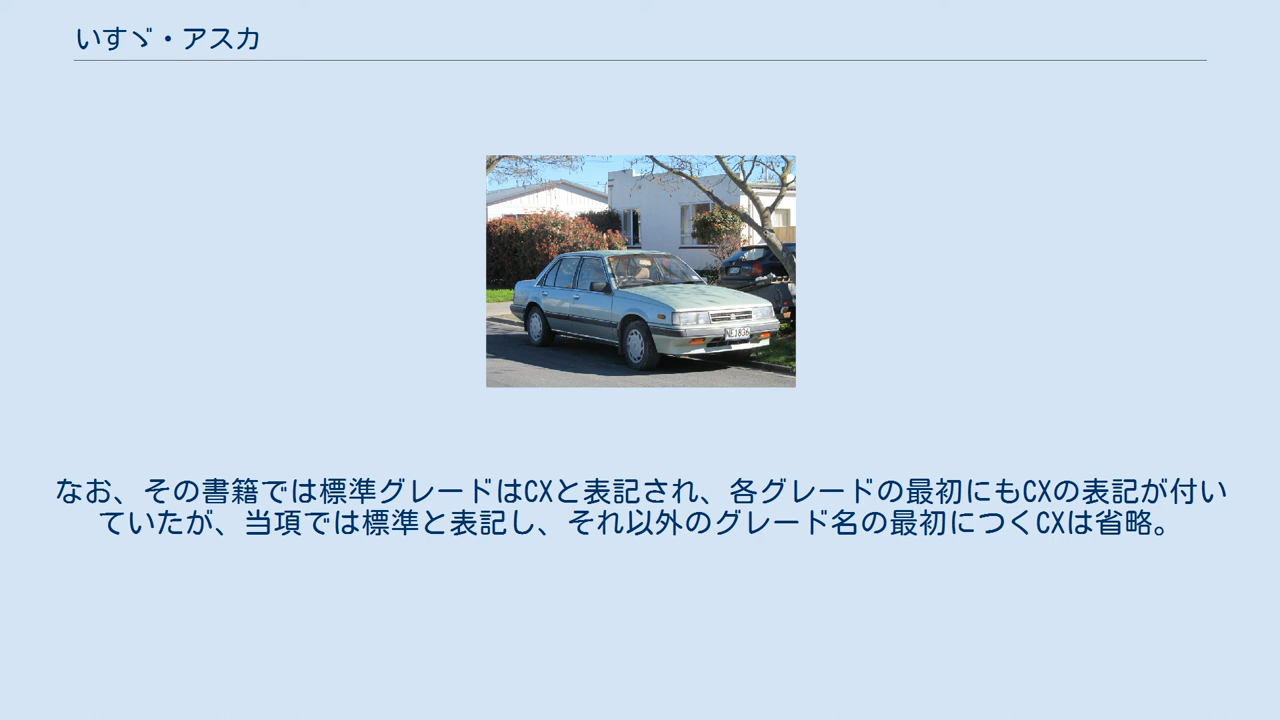 いすゞ・アスカ
なお、その書籍では標準グレードはCXと表記され、各グレードの最初にもCXの表記が付い
ていたが、当項では標準と表記し、それ以外のグレード名の最初につくCXは省略。